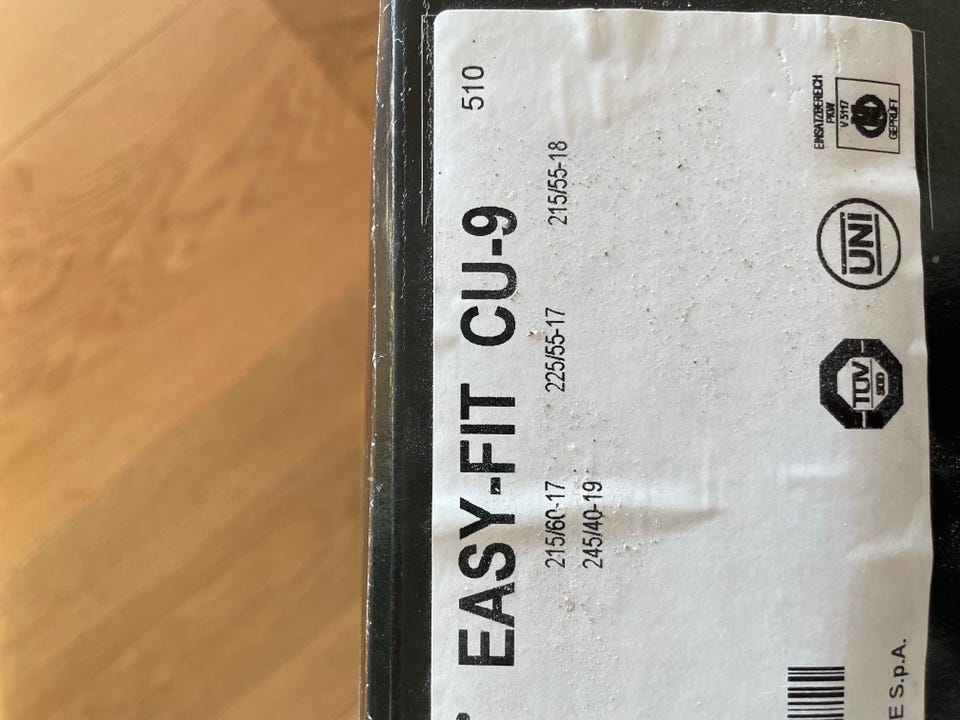 EASY-FIT CU-9 510
215/60-17 225/55-17 215/55-18
245/40-19
TÜV
SÜD
UNI
EINSATZBEREICH
PKW
V 5117
GEPRÜFT
E S.p.A.